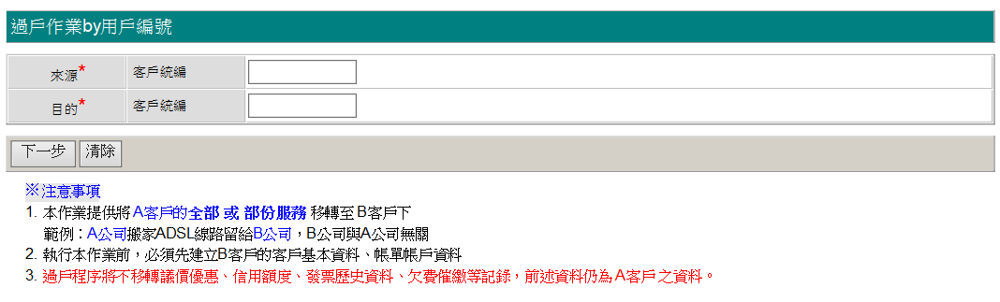 過戶作業by用戶編號
來源* 客戶統編
目的* 客戶統編
下一步 清除
※注意事項
1. 本作業提供將A客戶的全部 或 部份服務 移轉至B客戶下
範例：A公司搬家ADSL線路留給B公司，B公司與A公司無關
2. 執行本作業前，必須先建立B客戶的客戶基本資料、帳單帳戶資料
3. 過戶程序將不移轉議價優惠、信用額度、發票歷史資料、欠費催繳等記錄，前述資料仍為A客戶之資料。